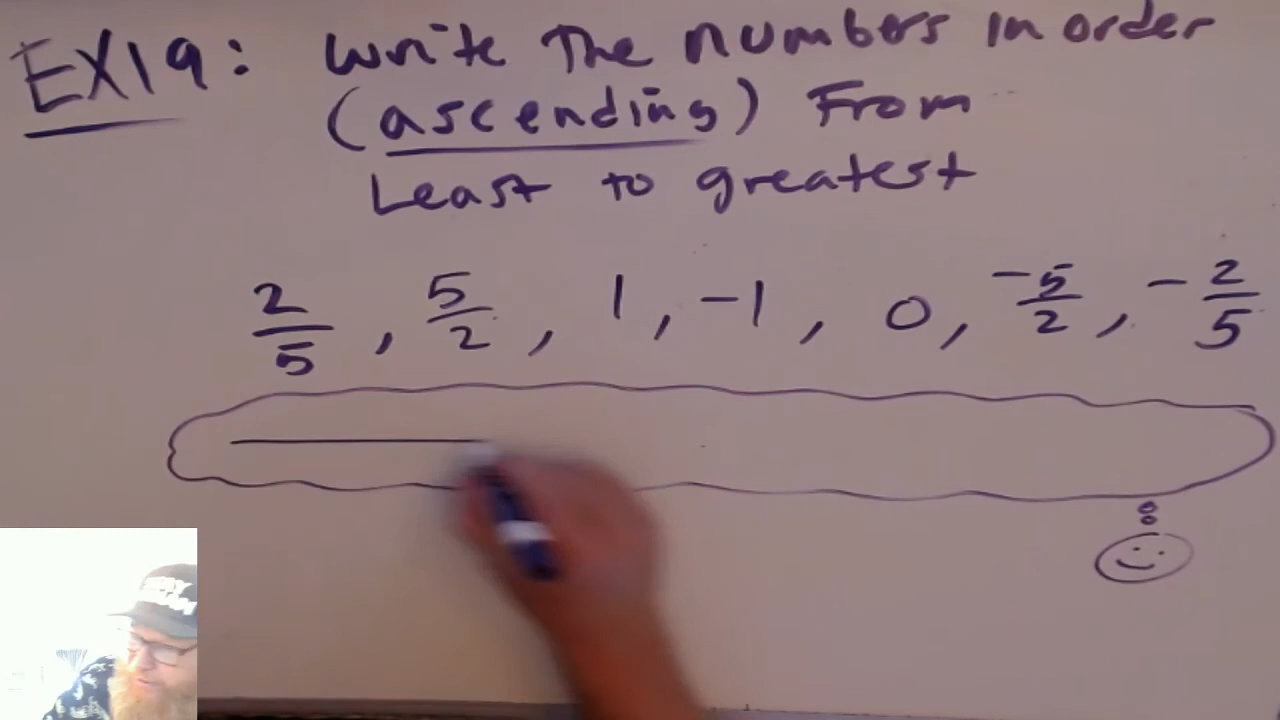 EX19: Write The numbers in order
(ascending) From
Least to greatest
2/5, 5/2, 1, -1, 0, -5/2, -2/5